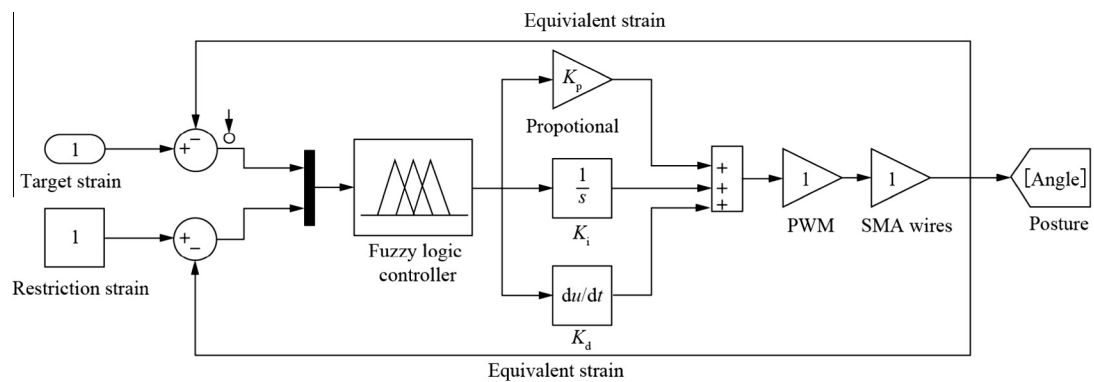 Equivialent strain
K_p
Propotional
1
Target strain
+
−
1
Restriction strain
+
−
Fuzzy logic
controller
1
s
K_i
du/dt
K_d
+
+
+
1
PWM
1
SMA wires
[Angle]
Posture
Equivalent strain